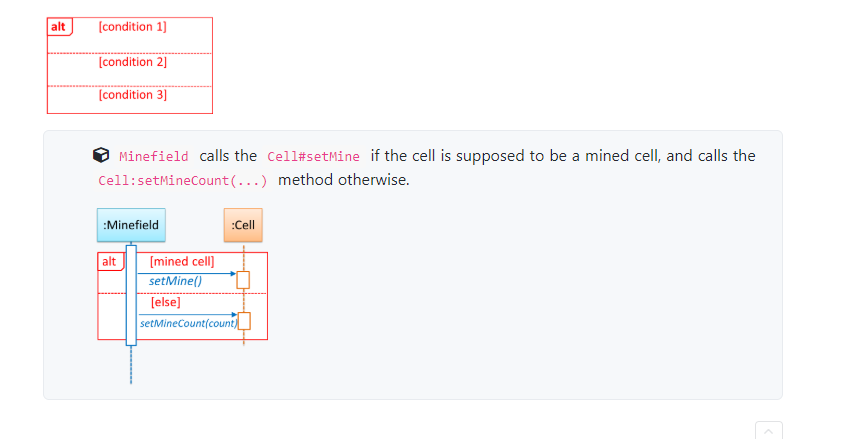 alt [condition 1]
[condition 2]
[condition 3]
Minefield calls the Cell#setMine if the cell is supposed to be a mined cell, and calls the
Cell:setMineCount(...) method otherwise.
:Minefield :Cell
alt [mined cell]
setMine()
[else]
setMineCount(count)